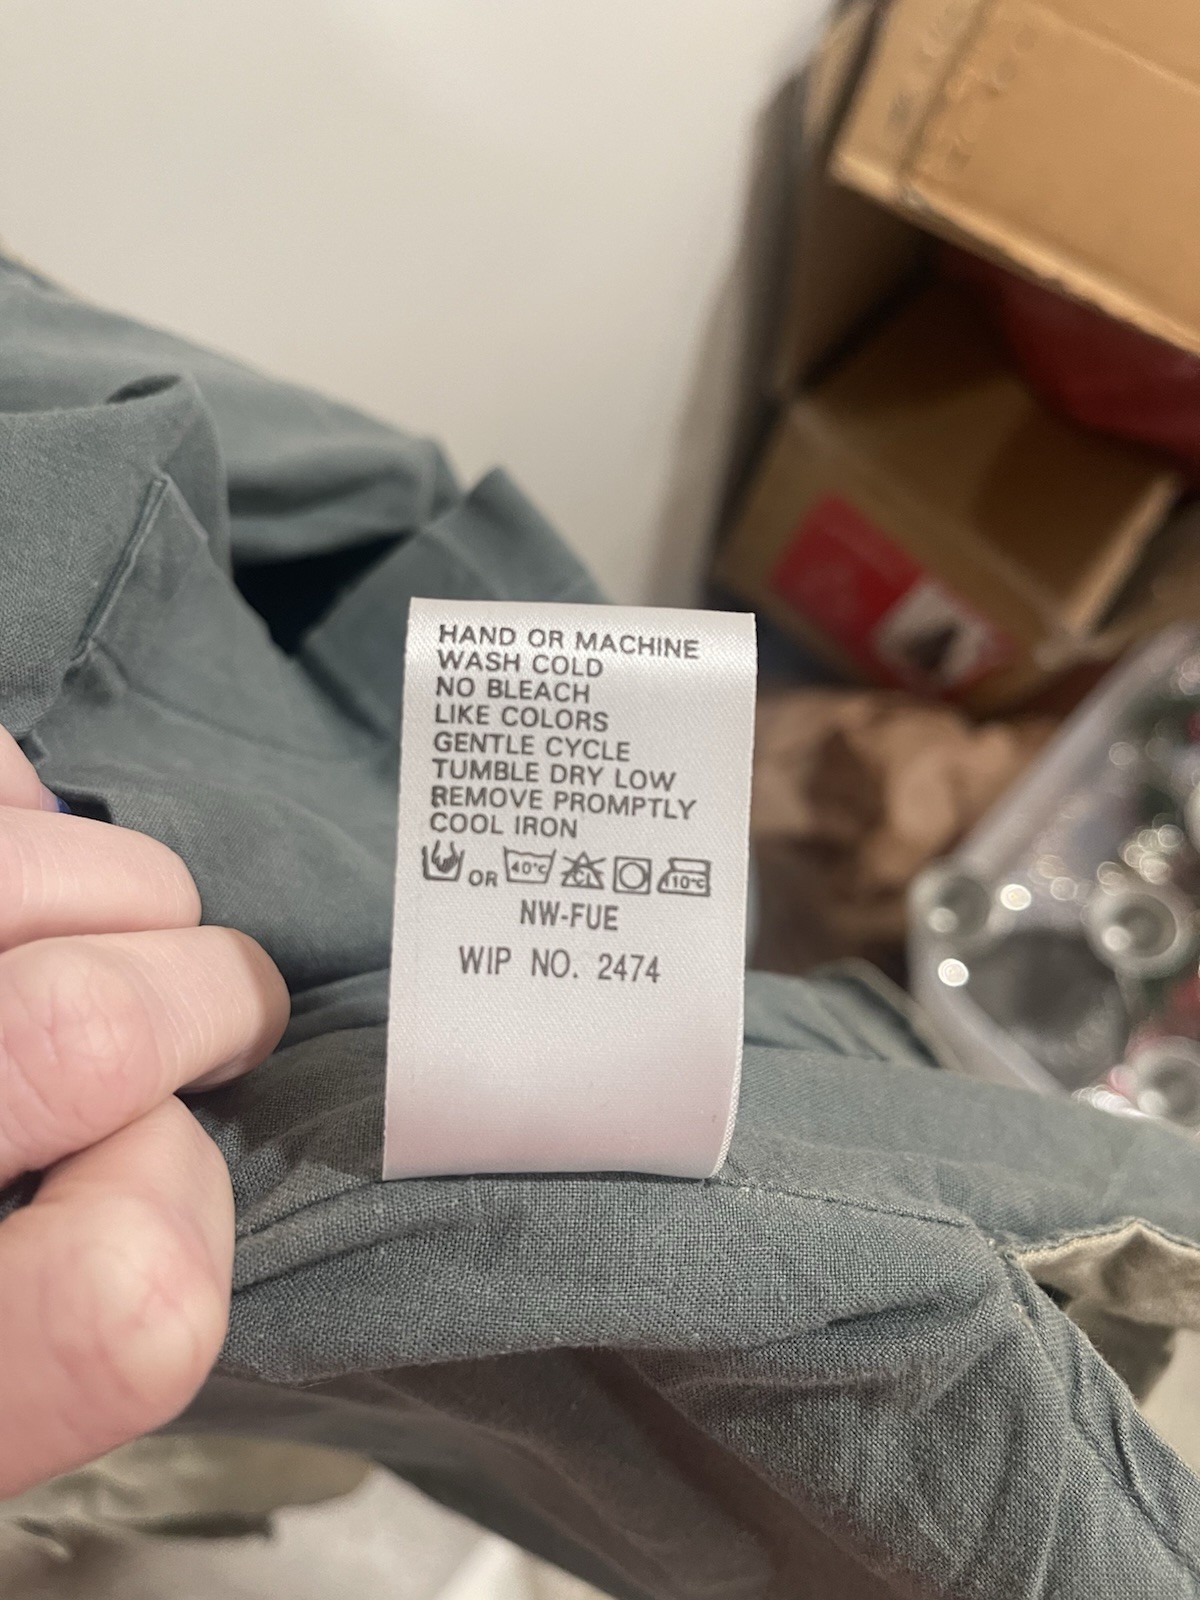 HAND OR MACHINE
WASH COLD
NO BLEACH
LIKE COLORS
GENTLE CYCLE
TUMBLE DRY LOW
REMOVE PROMPTLY
COOL IRON
OR 40°C CL 110°C
NW-FUE
WIP NO. 2474